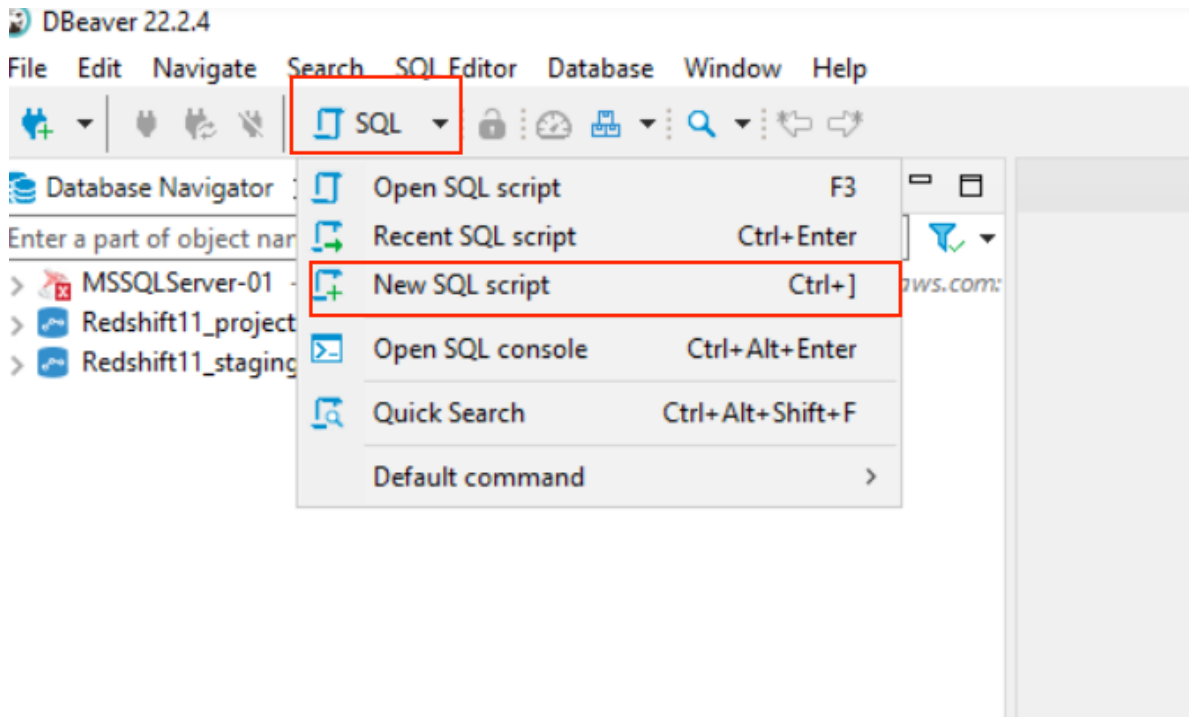 DBeaver 22.2.4
File Edit Navigate Search SQL Editor Database Window Help
SQL
Database Navigator
Enter a part of object nar
MSSQLServer-01 -
Redshift11_project
Redshift11_staging
Open SQL script F3
Recent SQL script Ctrl+Enter
New SQL script Ctrl+]
Open SQL console Ctrl+Alt+Enter
Quick Search Ctrl+Alt+Shift+F
Default command
aws.com: